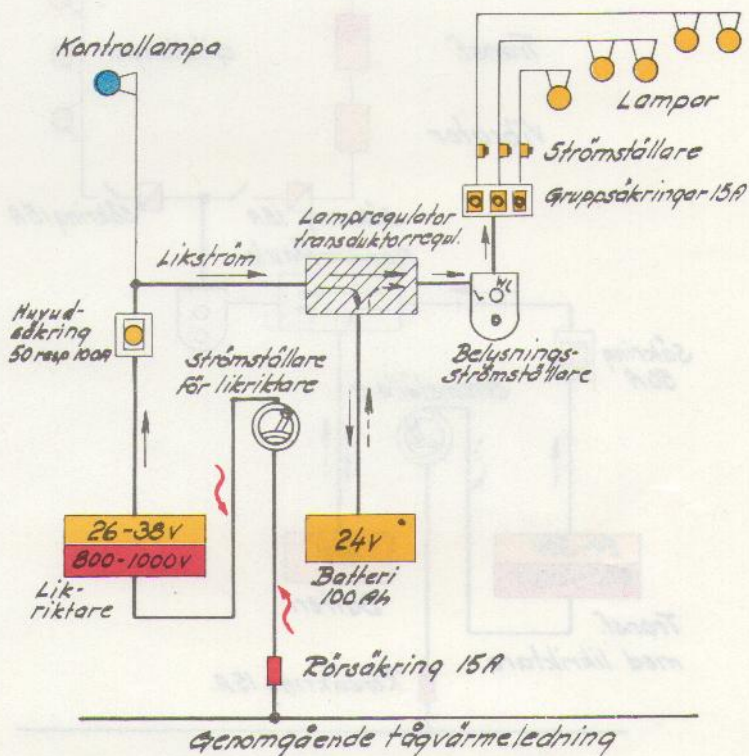 Kontrollampa
Lampor
Strömställare
Gruppsäkringar 15A
Lampregulator
transduktorregul.
Likström
Huvud-
säkring
50 resp 100A
Strömställare
för likriktare
Belysnings-
strömställare
26-38V
800-1000V
Lik-
riktare
24V
Batteri
100 Ah
Rörsäkring 15A
Genomgående tågvärmeledning